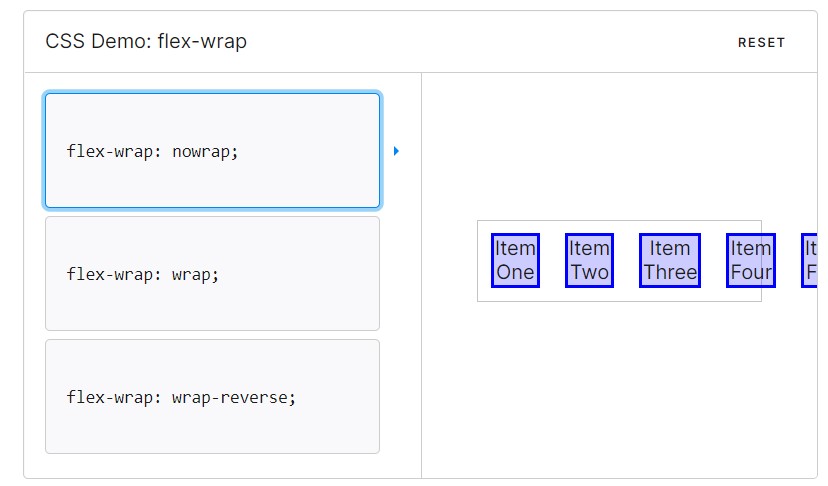 CSS Demo: flex-wrap
RESET
flex-wrap: nowrap;
flex-wrap: wrap;
flex-wrap: wrap-reverse;
Item
One
Item
Two
Item
Three
Item
Four
It
F